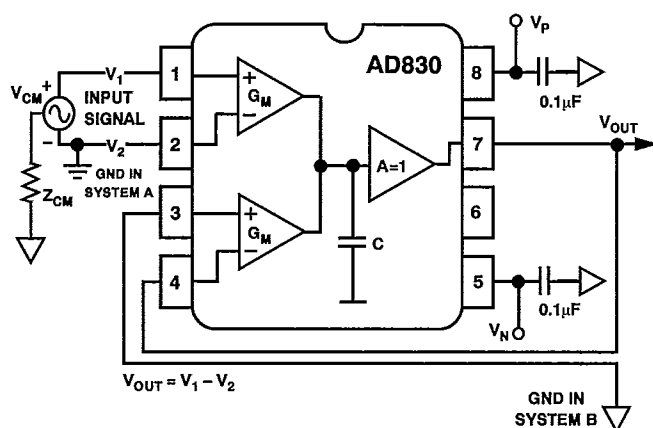 V_P
AD830
1
8
V_1
V_CM
+
INPUT
SIGNAL
+
G_M
−
0.1μF
V_OUT
−
V_2
2
7
A=1
GND IN
SYSTEM A
Z_CM
3
6
+
G_M
−
C
4
5
0.1μF
V_N
V_OUT = V_1 − V_2
GND IN
SYSTEM B